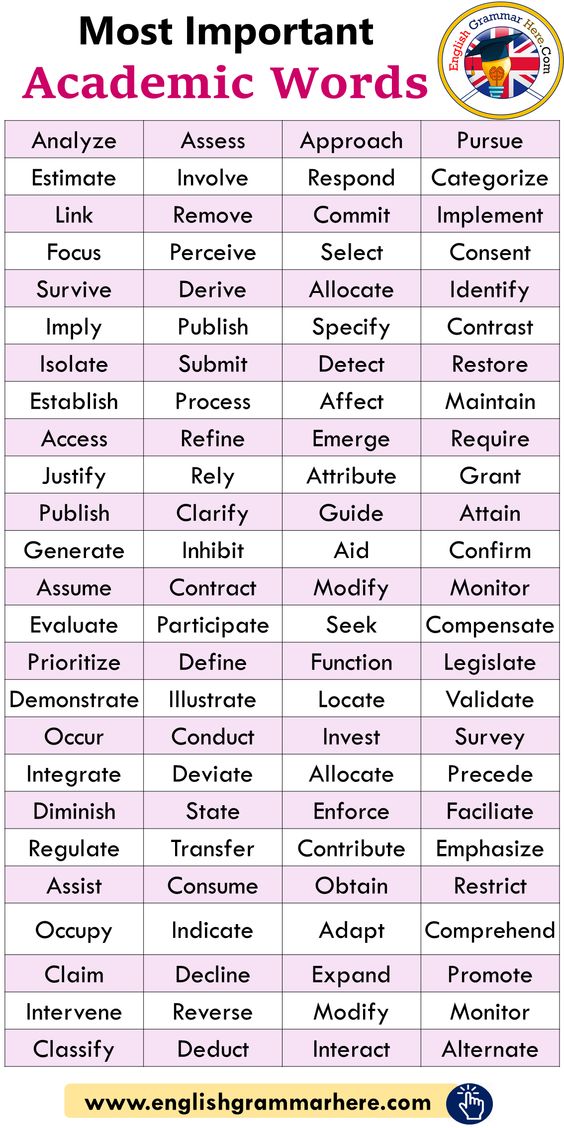 Most Important
Academic Words
English Grammar Here.Com
Analyze Assess Approach Pursue
Estimate Involve Respond Categorize
Link Remove Commit Implement
Focus Perceive Select Consent
Survive Derive Allocate Identify
Imply Publish Specify Contrast
Isolate Submit Detect Restore
Establish Process Affect Maintain
Access Refine Emerge Require
Justify Rely Attribute Grant
Publish Clarify Guide Attain
Generate Inhibit Aid Confirm
Assume Contract Modify Monitor
Evaluate Participate Seek Compensate
Prioritize Define Function Legislate
Demonstrate Illustrate Locate Validate
Occur Conduct Invest Survey
Integrate Deviate Allocate Precede
Diminish State Enforce Faciliate
Regulate Transfer Contribute Emphasize
Assist Consume Obtain Restrict
Occupy Indicate Adapt Comprehend
Claim Decline Expand Promote
Intervene Reverse Modify Monitor
Classify Deduct Interact Alternate
www.englishgrammarhere.com